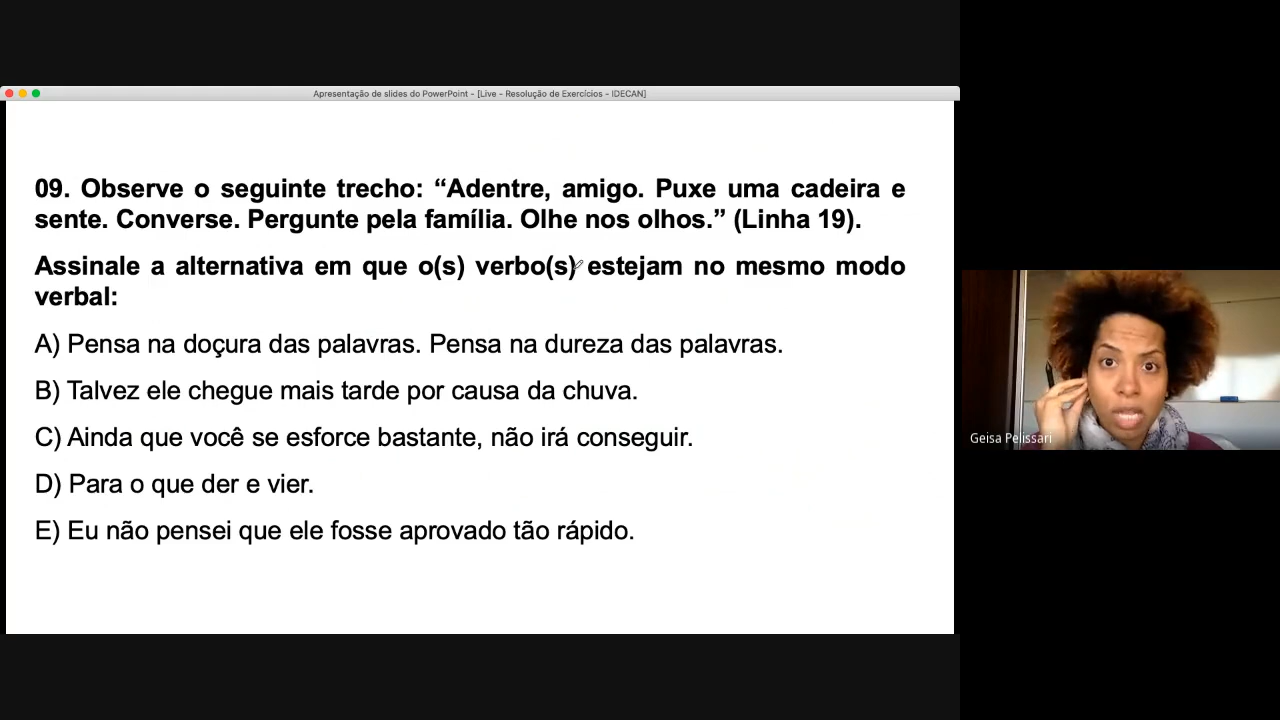 Apresentação de slides do PowerPoint - [Live - Resolução de Exercícios - IDECAN]
09. Observe o seguinte trecho: “Adentre, amigo. Puxe uma cadeira e
sente. Converse. Pergunte pela família. Olhe nos olhos.” (Linha 19).
Assinale a alternativa em que o(s) verbo(s) estejam no mesmo modo
verbal:
A) Pensa na doçura das palavras. Pensa na dureza das palavras.
B) Talvez ele chegue mais tarde por causa da chuva.
C) Ainda que você se esforce bastante, não irá conseguir.
D) Para o que der e vier.
E) Eu não pensei que ele fosse aprovado tão rápido.
Geisa Pelissari